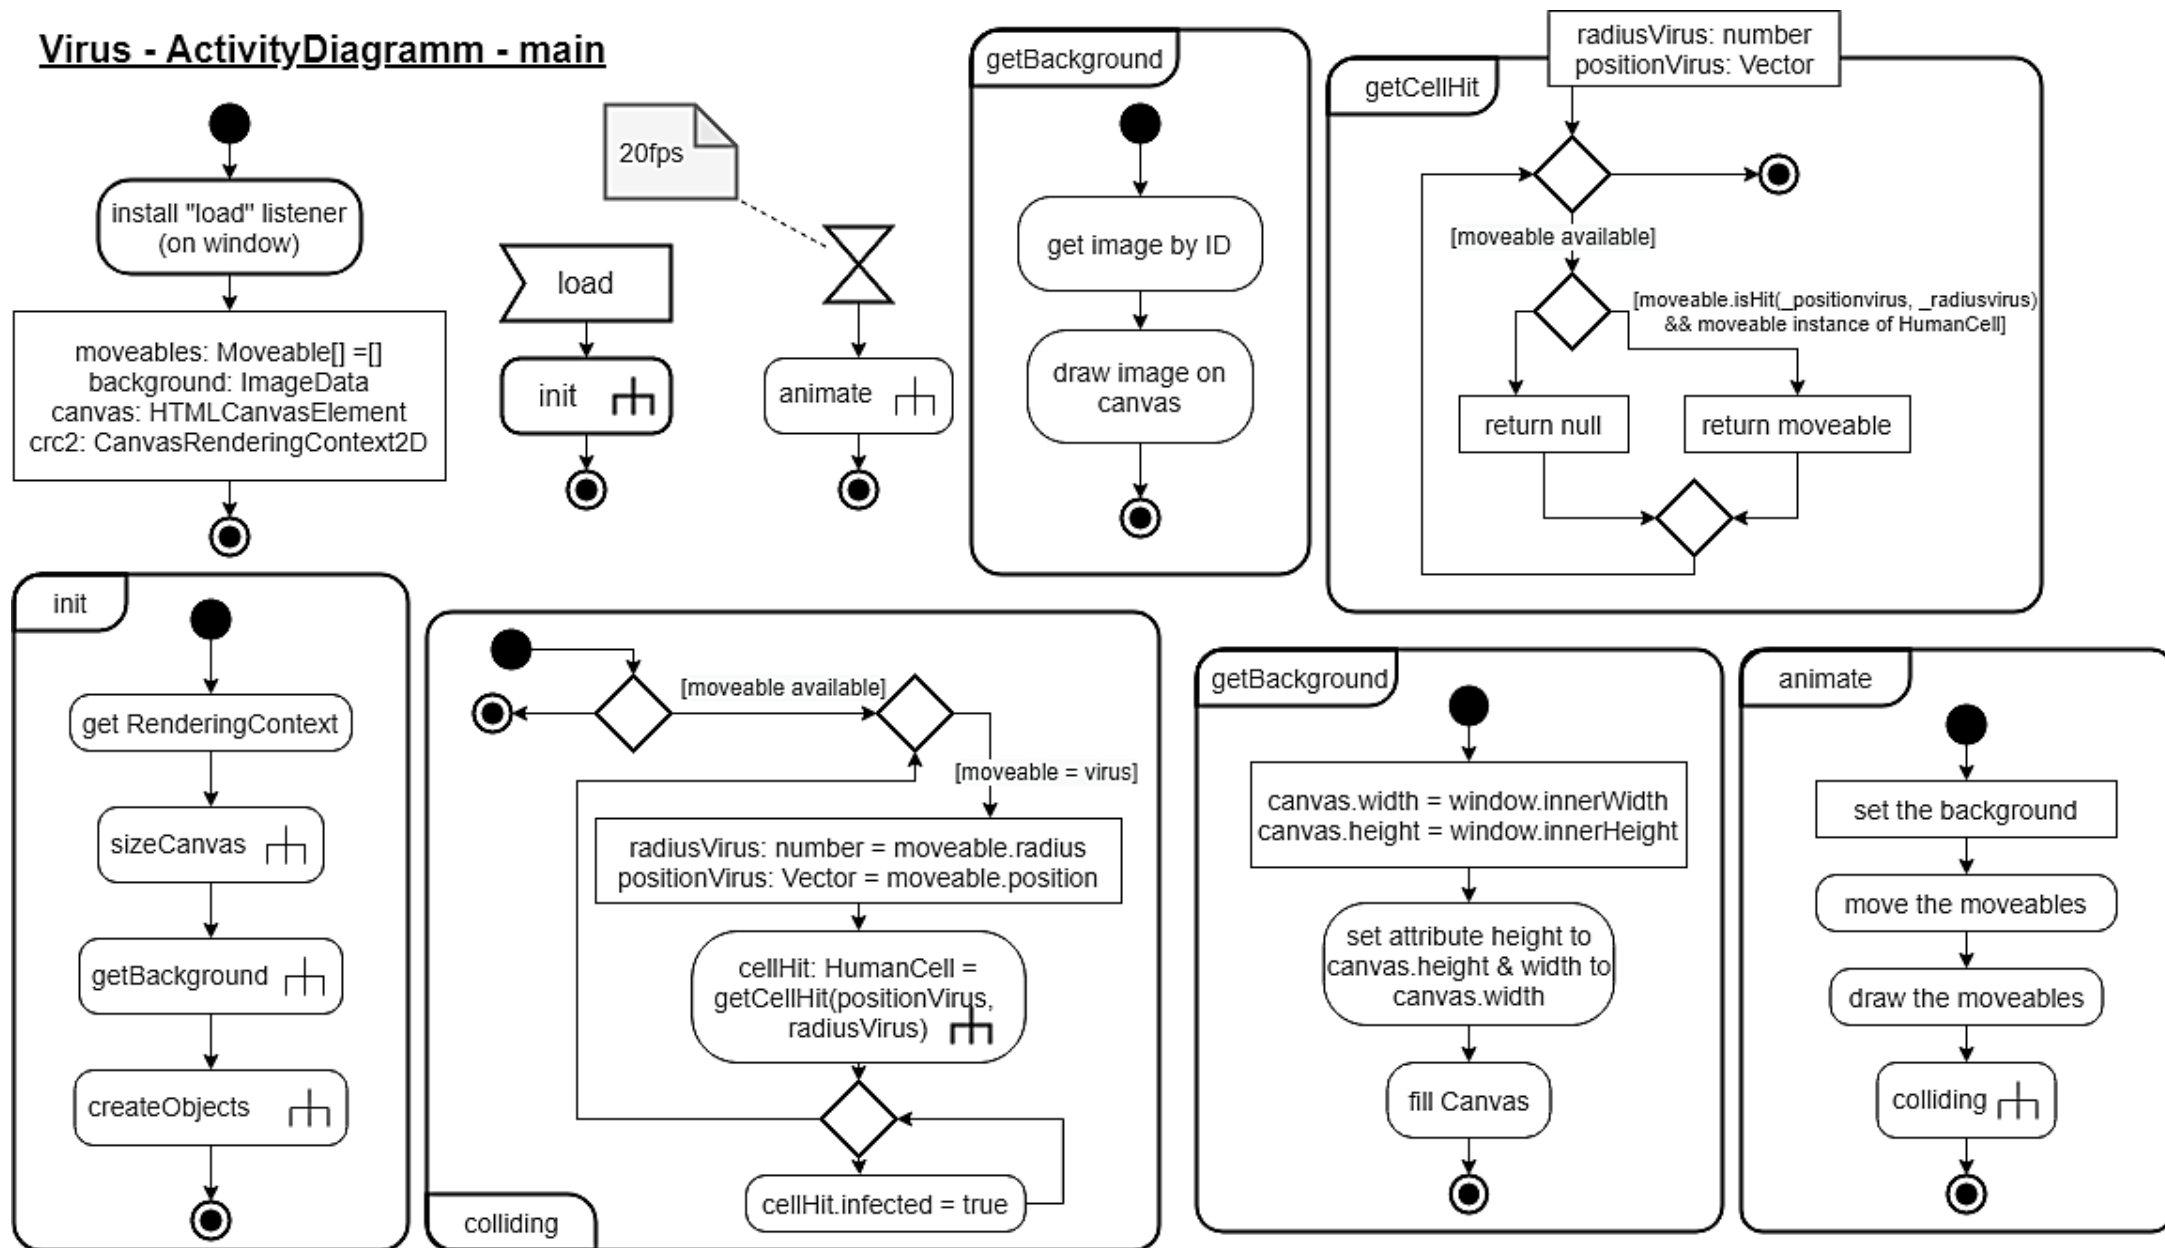 Virus - ActivityDiagramm - main
install "load" listener
(on window)
moveables: Moveable[] =[]
background: ImageData
canvas: HTMLCanvasElement
crc2: CanvasRenderingContext2D
20fps
load
init
animate
getBackground
get image by ID
draw image on
canvas
getCellHit
radiusVirus: number
positionVirus: Vector
[moveable available]
[moveable.isHit(_positionvirus, _radiusvirus)
&& moveable instance of HumanCell]
return null
return moveable
init
get RenderingContext
sizeCanvas
getBackground
createObjects
[moveable available]
[moveable = virus]
radiusVirus: number = moveable.radius
positionVirus: Vector = moveable.position
cellHit: HumanCell =
getCellHit(positionVirus,
radiusVirus)
cellHit.infected = true
colliding
getBackground
canvas.width = window.innerWidth
canvas.height = window.innerHeight
set attribute height to
canvas.height & width to
canvas.width
fill Canvas
animate
set the background
move the moveables
draw the moveables
colliding